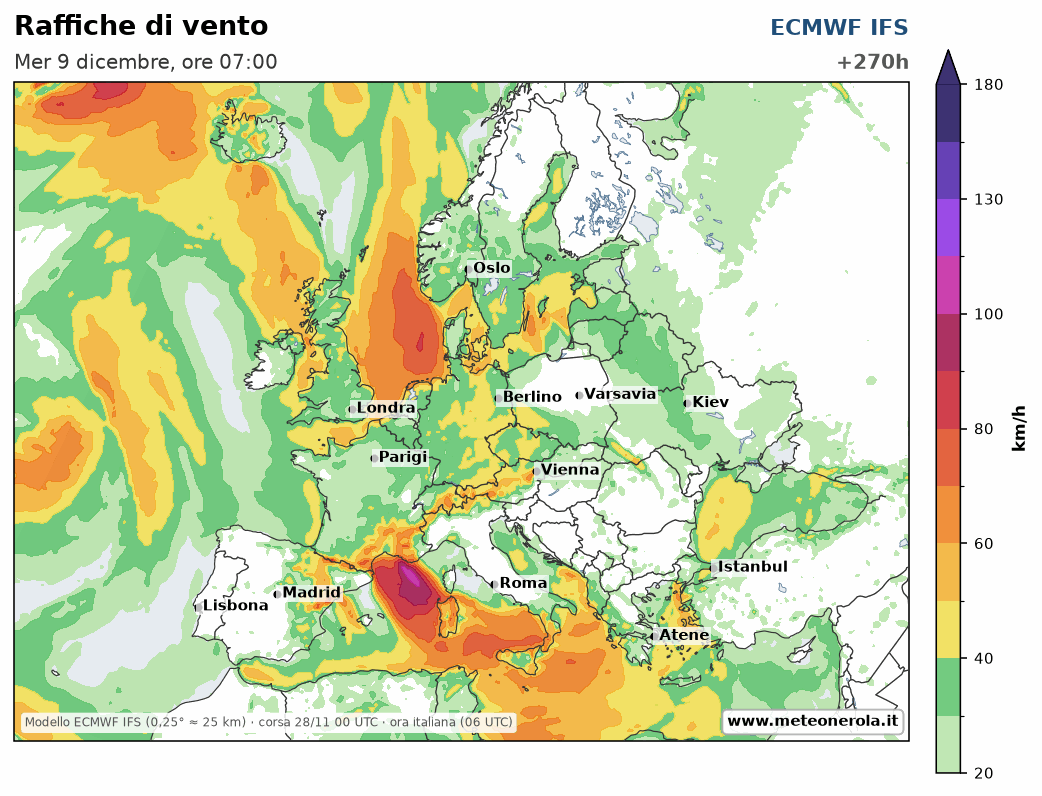 Raffiche di vento
ECMWF IFS
Mer 9 dicembre, ore 07:00
+270h
180
130
100
80
60
40
20
km/h
Oslo
Londra
Berlino
Varsavia
Kiev
Parigi
Vienna
Madrid
Lisbona
Roma
Istanbul
Atene
Modello ECMWF IFS (0,25° ≈ 25 km) · corsa 28/11 00 UTC · ora italiana (06 UTC)
www.meteonerola.it